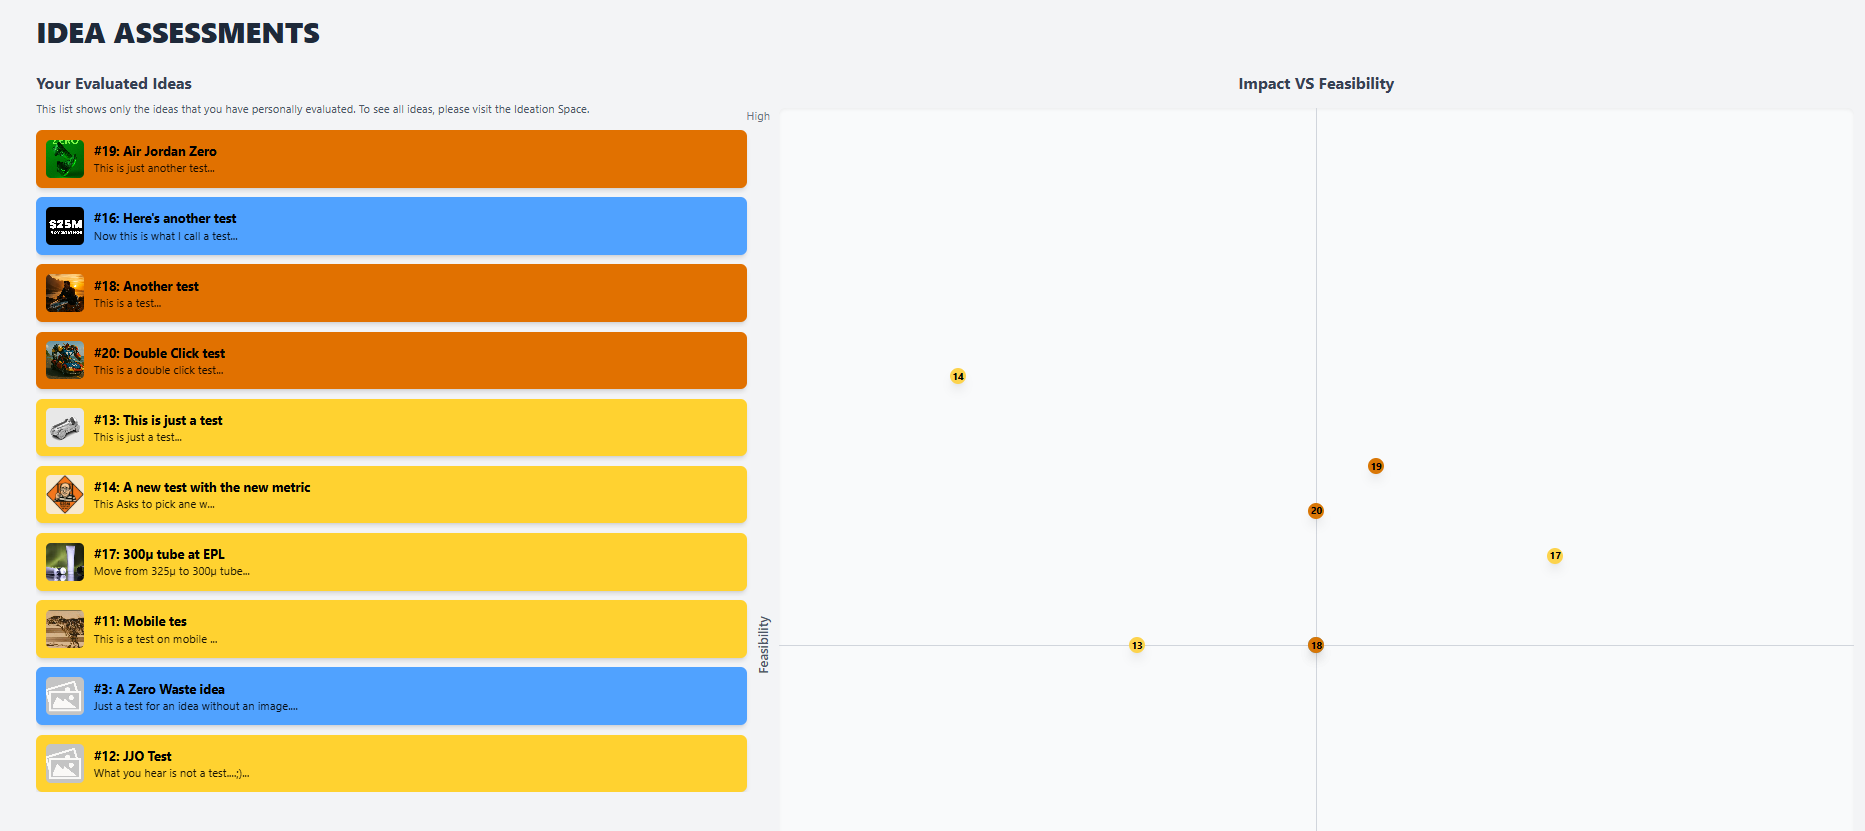 IDEA ASSESSMENTS
Your Evaluated Ideas
This list shows only the ideas that you have personally evaluated. To see all ideas, please visit the Ideation Space.
ZERO
#19: Air Jordan Zero
This is just another test...
$25M
#16: Here's another test
Now this is what I call a test...
#18: Another test
This is a test...
#20: Double Click test
This is a double click test...
#13: This is just a test
This is just a test...
#14: A new test with the new metric
This Asks to pick ane w...
#17: 300µ tube at EPL
Move from 325µ to 300µ tube...
#11: Mobile tes
This is a test on mobile ...
#3: A Zero Waste idea
Just a test for an idea without an image....
#12: JJO Test
What you hear is not a test....;)...
Impact VS Feasibility
High
Feasibility
14
19
20
17
13
18